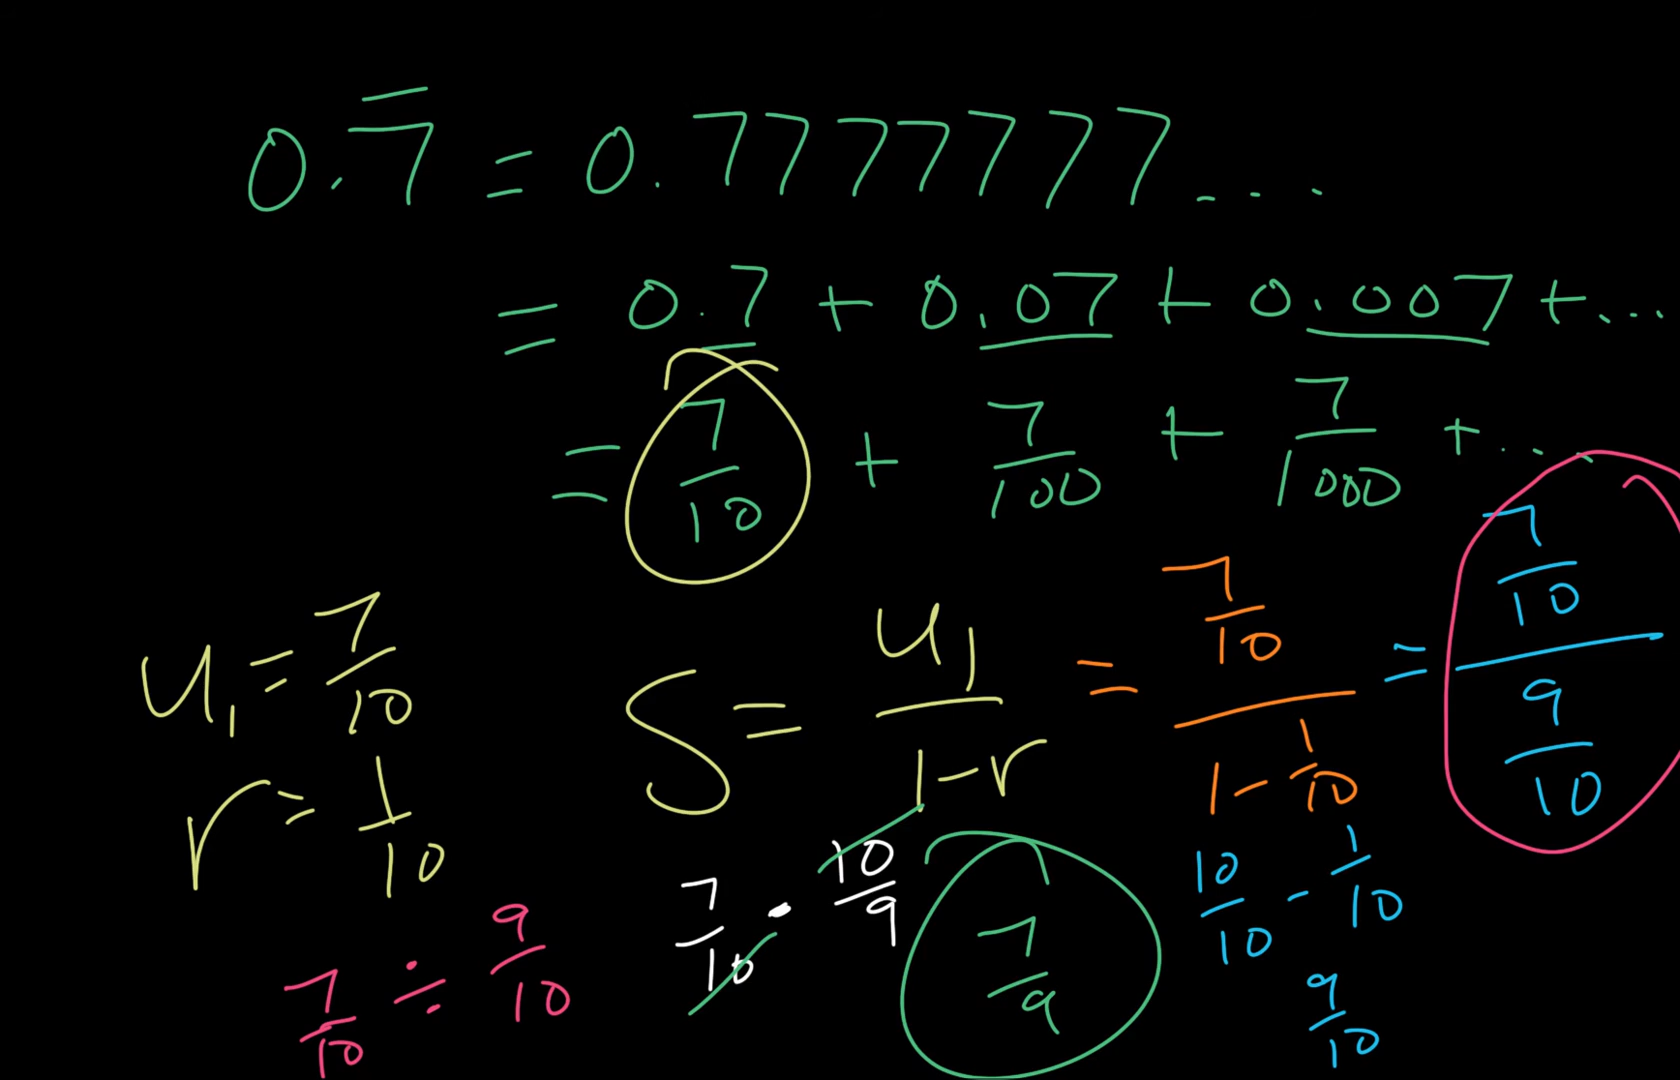 0.7̅ = 0.7777777...
= 0.7 + 0.07 + 0.007 + ...
= 7/10 + 7/100 + 7/1000 + ...
u₁ = 7/10
r = 1/10
S = u₁/(1-r) = (7/10)/(1 - 1/10) = (7/10)/(9/10)
10/10 - 1/10
9/10
7/10 ÷ 9/10
7/10 · 10/9
7/9